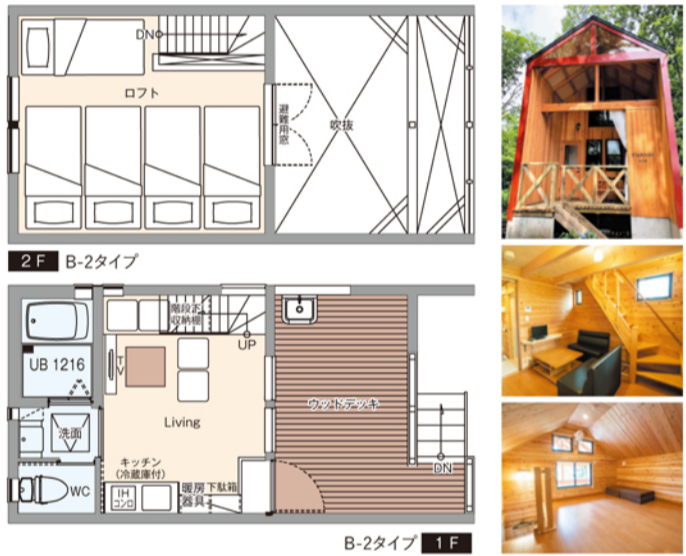 DN
ロフト
避難用窓
吹抜
2F B-2タイプ
階段下
収納棚
UP
UB 1216
TV
Living
ウッドデッキ
洗面
キッチン
(冷蔵庫付)
WC
IH
コンロ
暖房
器具
下駄箱
DN
B-2タイプ 1F